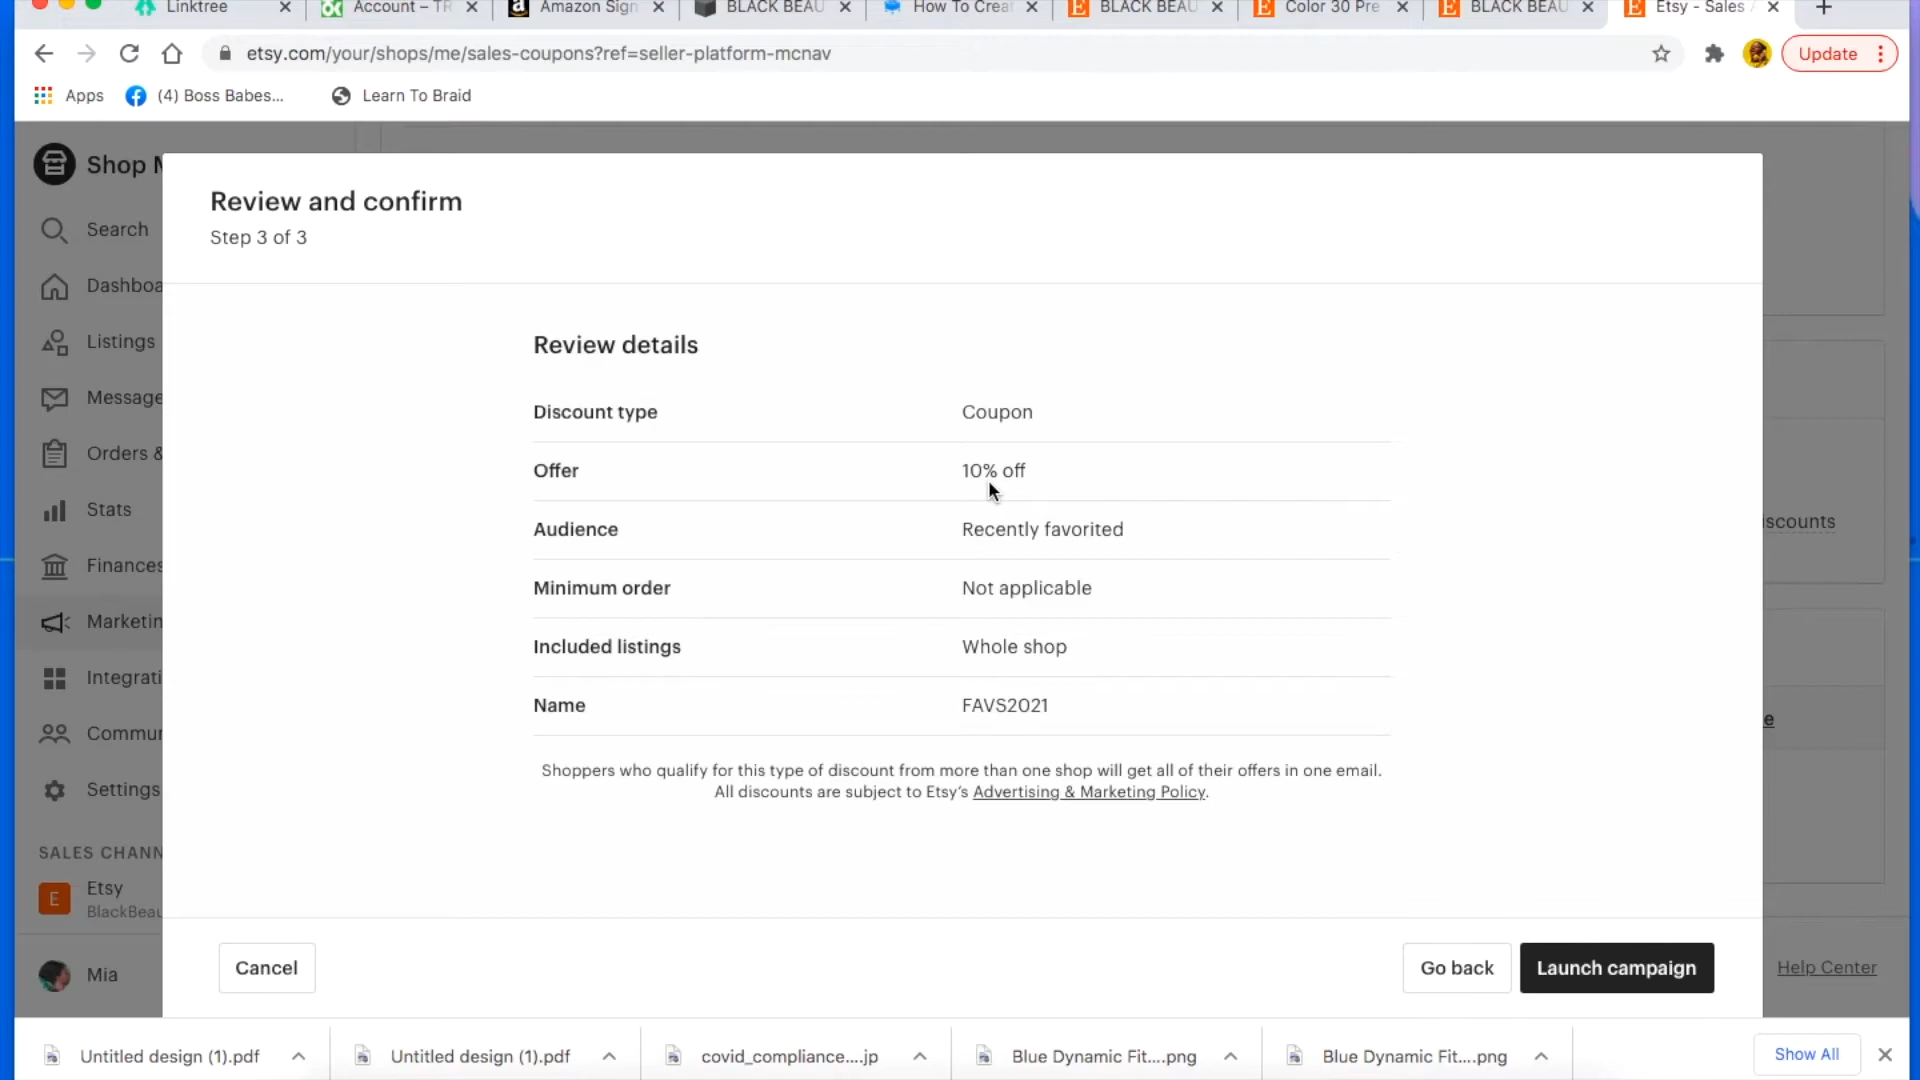 Linktree
Account – TR
Amazon Sign
BLACK BEAU
How To Creat
BLACK BEAU
Color 30 Pre
BLACK BEAU
Etsy - Sales
etsy.com/your/shops/me/sales-coupons?ref=seller-platform-mcnav
Update
Apps
(4) Boss Babes...
Learn To Braid
Shop M
Search
Dashboa
Listings
Message
Orders &
Stats
Finances
Marketin
Integrati
Commun
Settings
SALES CHANN
E
Etsy
BlackBeau
Mia
Review and confirm
Step 3 of 3
Review details
Discount type Coupon
Offer 10% off
Audience Recently favorited
Minimum order Not applicable
Included listings Whole shop
Name FAVS2021
Shoppers who qualify for this type of discount from more than one shop will get all of their offers in one email.
All discounts are subject to Etsy's Advertising & Marketing Policy.
Cancel
Go back
Launch campaign
iscounts
e
Help Center
Untitled design (1).pdf
Untitled design (1).pdf
covid_compliance....jp
Blue Dynamic Fit....png
Blue Dynamic Fit....png
Show All